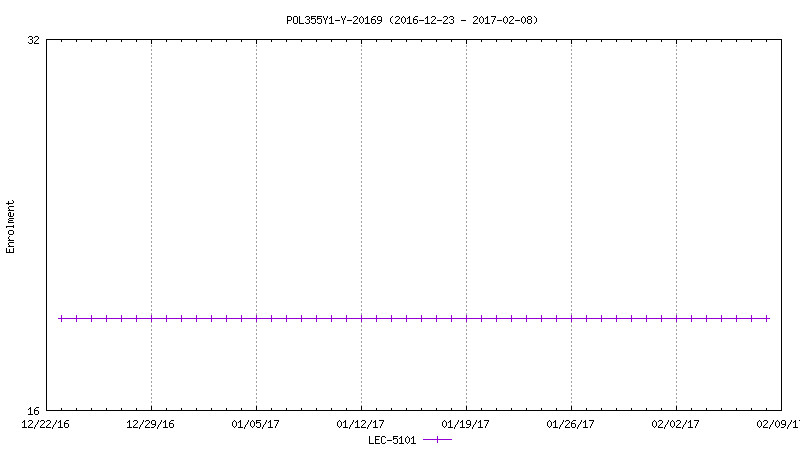 POL355Y1-Y-20169 (2016-12-23 - 2017-02-08)
32
Enrolment
16
12/22/16 12/29/16 01/05/17 01/12/17 01/19/17 01/26/17 02/02/17 02/09/1
LEC-5101